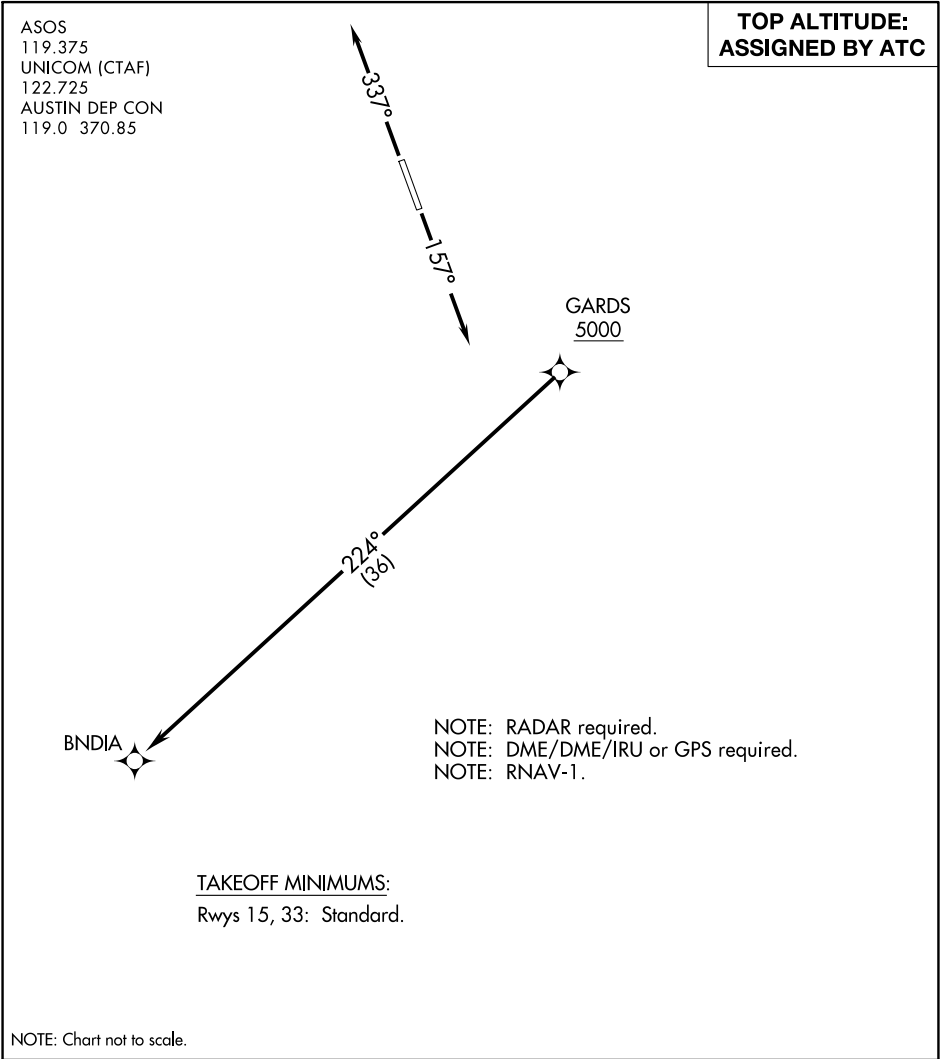 ASOS
119.375
UNICOM (CTAF)
122.725
AUSTIN DEP CON
119.0 370.85
TOP ALTITUDE:
ASSIGNED BY ATC
337°
157°
GARDS
5000
224°
(36)
BNDIA
NOTE: RADAR required.
NOTE: DME/DME/IRU or GPS required.
NOTE: RNAV-1.
TAKEOFF MINIMUMS:
Rwys 15, 33: Standard.
NOTE: Chart not to scale.